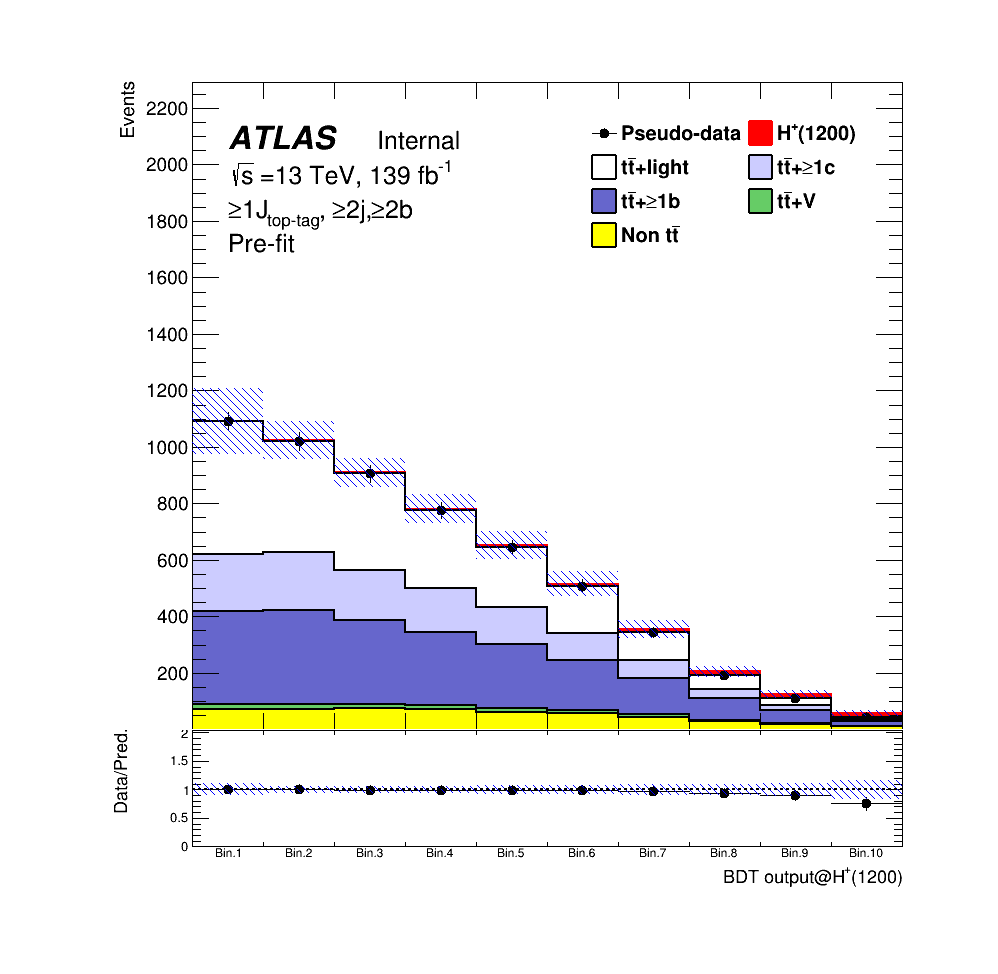 Events
2200
2000
1800
1600
1400
1200
1000
800
600
400
200
ATLAS Internal
√s =13 TeV, 139 fb⁻¹
≥1J_top-tag, ≥2j,≥2b
Pre-fit
Pseudo-data H⁺(1200)
tt̄+light tt̄+≥1c
tt̄+≥1b tt̄+V
Non tt̄
Data/Pred.
2
1.5
1
0.5
0
Bin.1 Bin.2 Bin.3 Bin.4 Bin.5 Bin.6 Bin.7 Bin.8 Bin.9 Bin.10
BDT output@H⁺(1200)